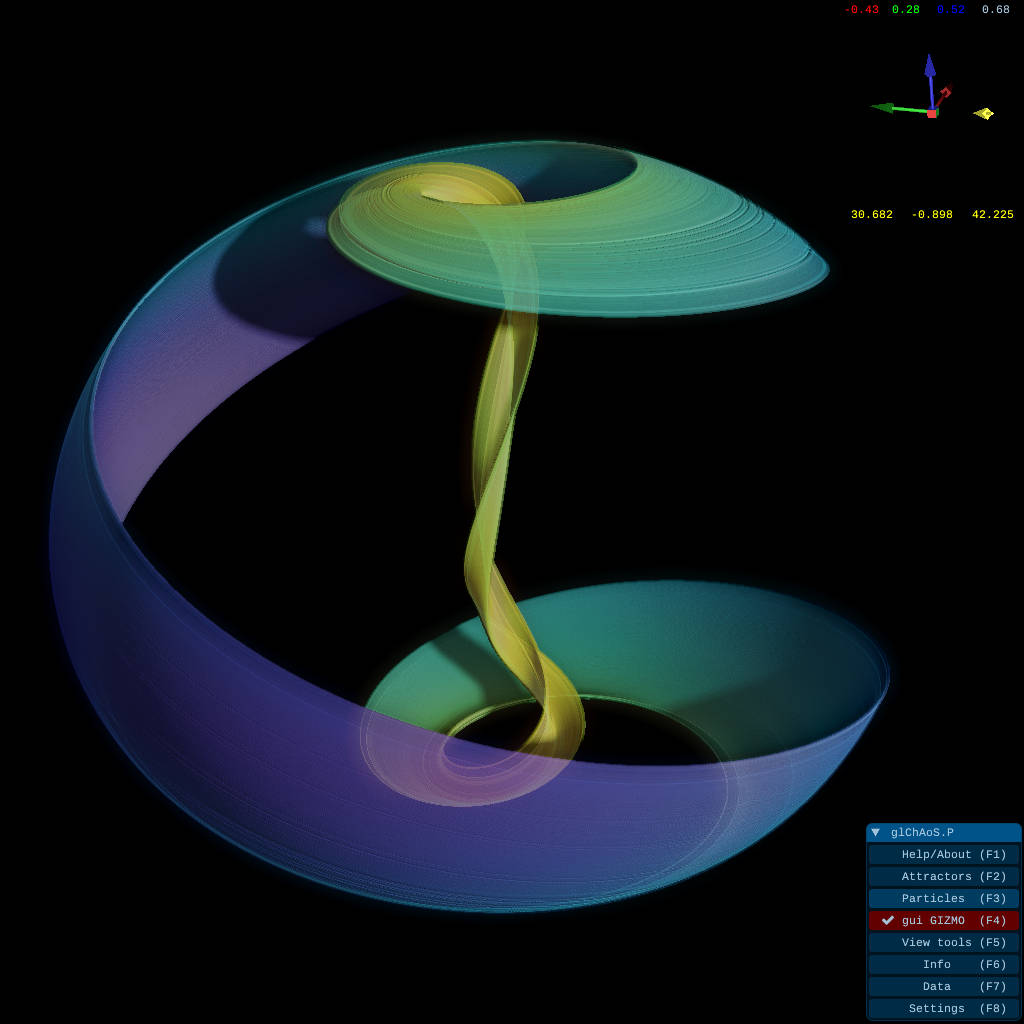 -0.43 0.28 0.52 0.68
30.682 -0.898 42.225
glChAoS.P
Help/About (F1)
Attractors (F2)
Particles (F3)
gui GIZMO (F4)
View tools (F5)
Info (F6)
Data (F7)
Settings (F8)